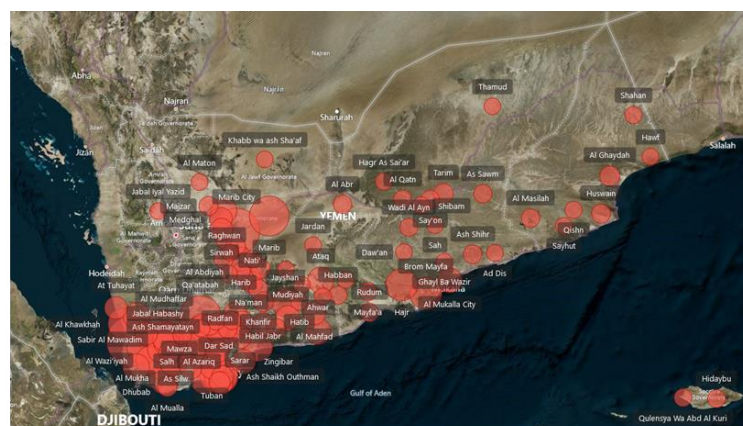 Abha
Najran
Najran
Najran
Thamud
Shahan
Sharurah
Jizan
Khabb wa ash Sha'af
Hawf
Salalah
Al Maton
Hagr As Sai'ar
Al Jawf Governorate
Tarim
As Sawm
Al Ghaydah
Al Qatn
Jabal Iyal Yazid
Marib City
Al Abr
Al Masilah
Huswain
Majzar
Wadi Al Ayn
Shibam
YEMEN
Medghal
Jardan
Say'on
Qishn
Raghwan
Ash Shihr
Sayhut
Marib
Sah
Sirwah
Ataq
Daw'an
Nati'
Brom Mayfa
Ad Dis
Hodeidah
Al Abdiyah
Jayshan
Habban
At Tuhayat
Qa'atabah
Harib
Ghayl Ba Wazir
Rudum
Al Mudhaffar
Na'man
Mudiyah
Al Mukalla City
Ahwar
Jabal Habashy
Radfan
Mayfa'a
Hajr
Al Khawkhah
Ash Shamayatayn
Khanfir
Hatib
Sabir Al Mawadim
Habil Jabr
Al Mahfad
Mawza
Dar Sad
Al Wazi'iyah
Salh
Al Azariq
Sarar
Zingibar
Al Mukha
As Silw
Ash Shaikh Outhman
Hidaybu
Dhubab
Tuban
Gulf of Aden
Al Mualla
DJIBOUTI
Qulensya Wa Abd Al Kuri